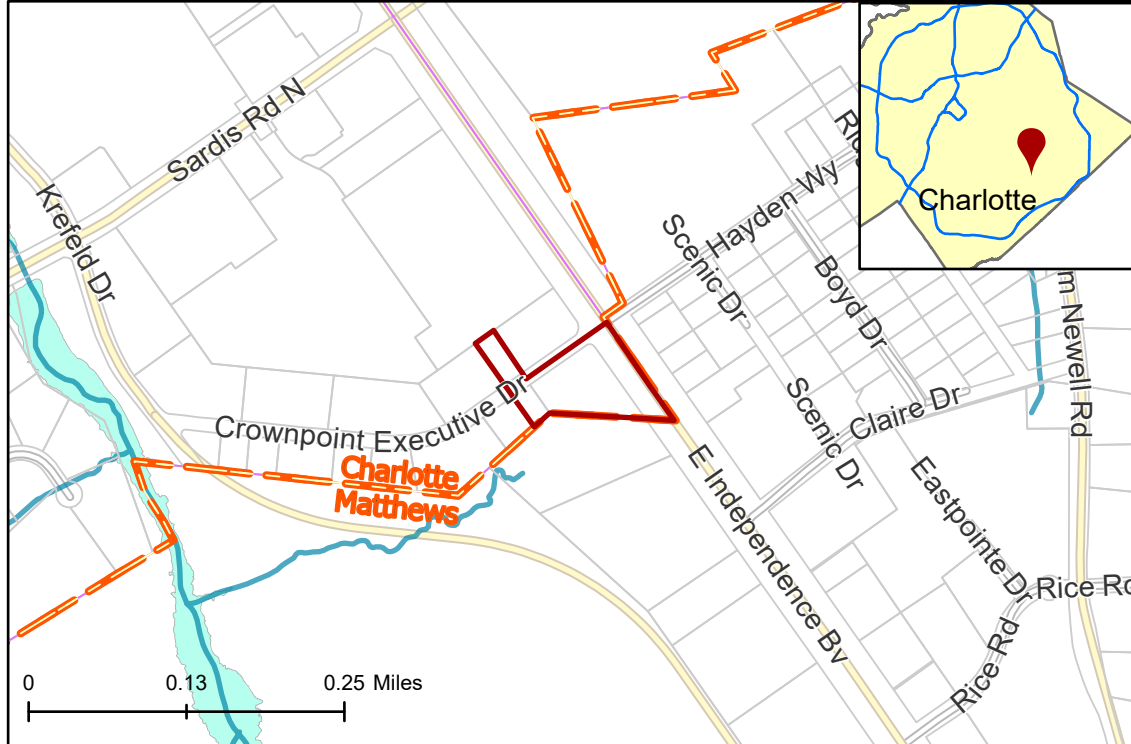 Sardis Rd N
Krefeld Dr
Charlotte
Hayden Wy
Scenic Dr
Boyd Dr
Crownpoint Executive Dr
Claire Dr
Scenic Dr
Charlotte
Matthews
E Independence Bv
Eastpointe Dr
m Newell Rd
Rice Rd
Rice Rd
0 0.13 0.25 Miles